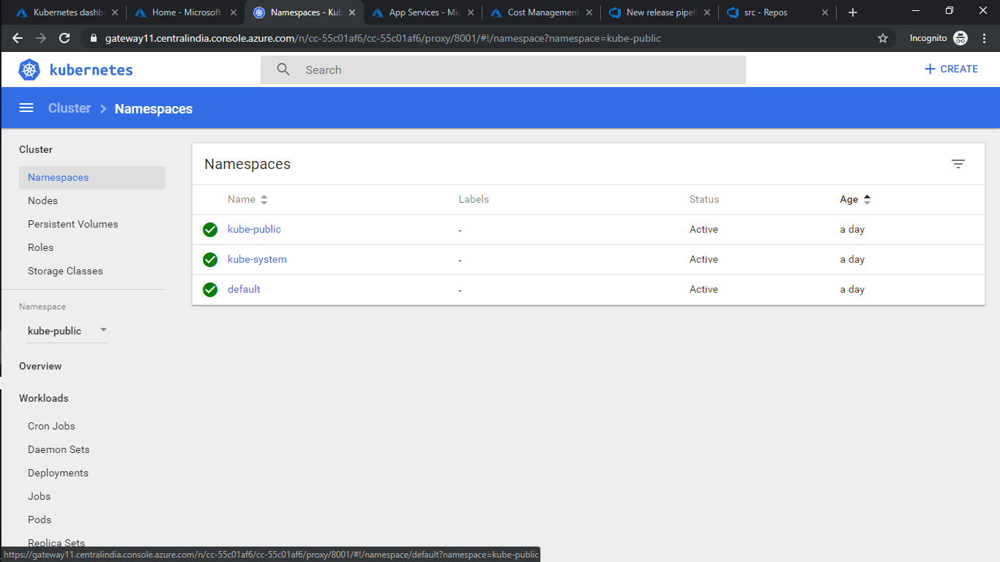 Kubernetes dashb
Home - Microsoft
Namespaces - Kub
App Services - Mic
Cost Management
New release pipeli
src - Repos
gateway11.centralindia.console.azure.com/n/cc-55c01af6/cc-55c01af6/proxy/8001/#!/namespace?namespace=kube-public
Incognito
kubernetes
Search
+ CREATE
Cluster > Namespaces
Cluster
Namespaces
Nodes
Persistent Volumes
Roles
Storage Classes
Namespace
kube-public
Overview
Workloads
Cron Jobs
Daemon Sets
Deployments
Jobs
Pods
Replica Sets
Namespaces
Name Labels Status Age
kube-public - Active a day
kube-system - Active a day
default - Active a day
https://gateway11.centralindia.console.azure.com/n/cc-55c01af6/cc-55c01af6/proxy/8001/#!/namespace/default?namespace=kube-public